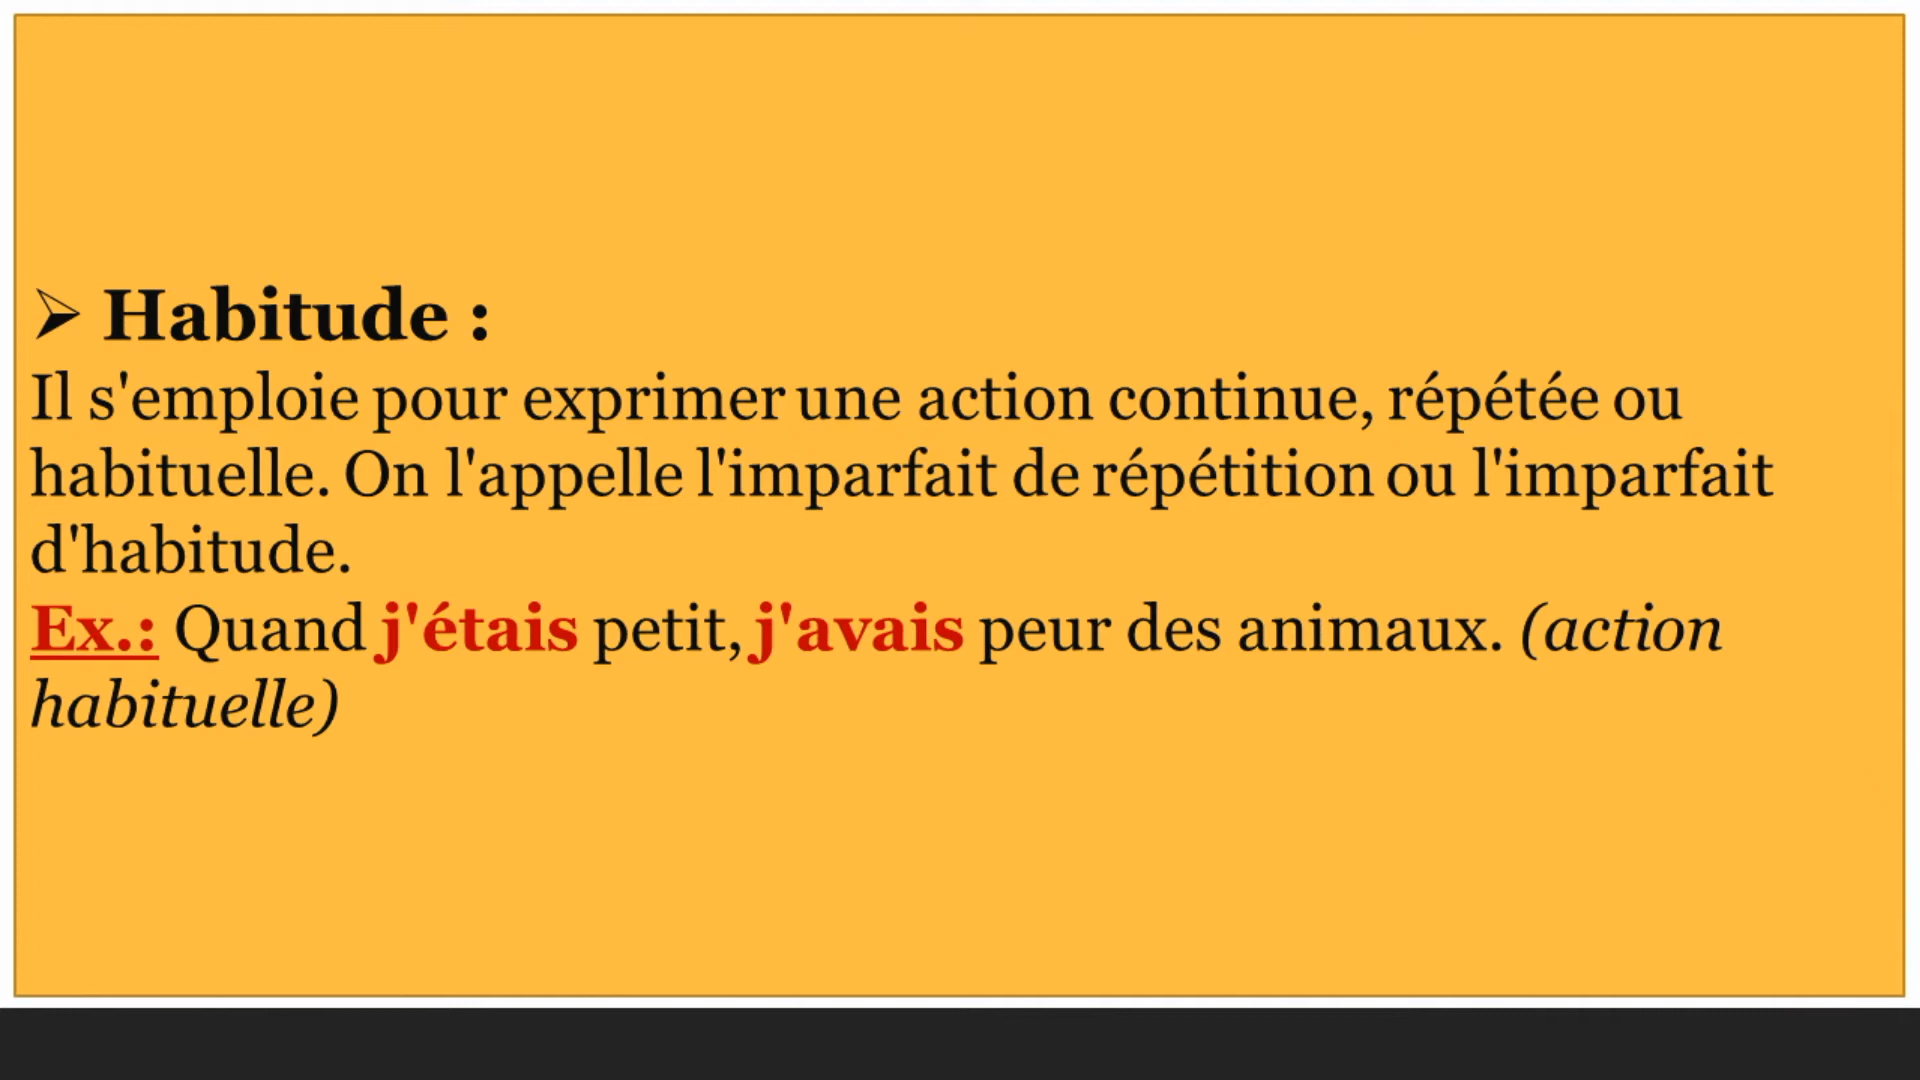 ➢ Habitude :
Il s'emploie pour exprimer une action continue, répétée ou
habituelle. On l'appelle l'imparfait de répétition ou l'imparfait
d'habitude.
Ex.: Quand j'étais petit, j'avais peur des animaux. (action
habituelle)